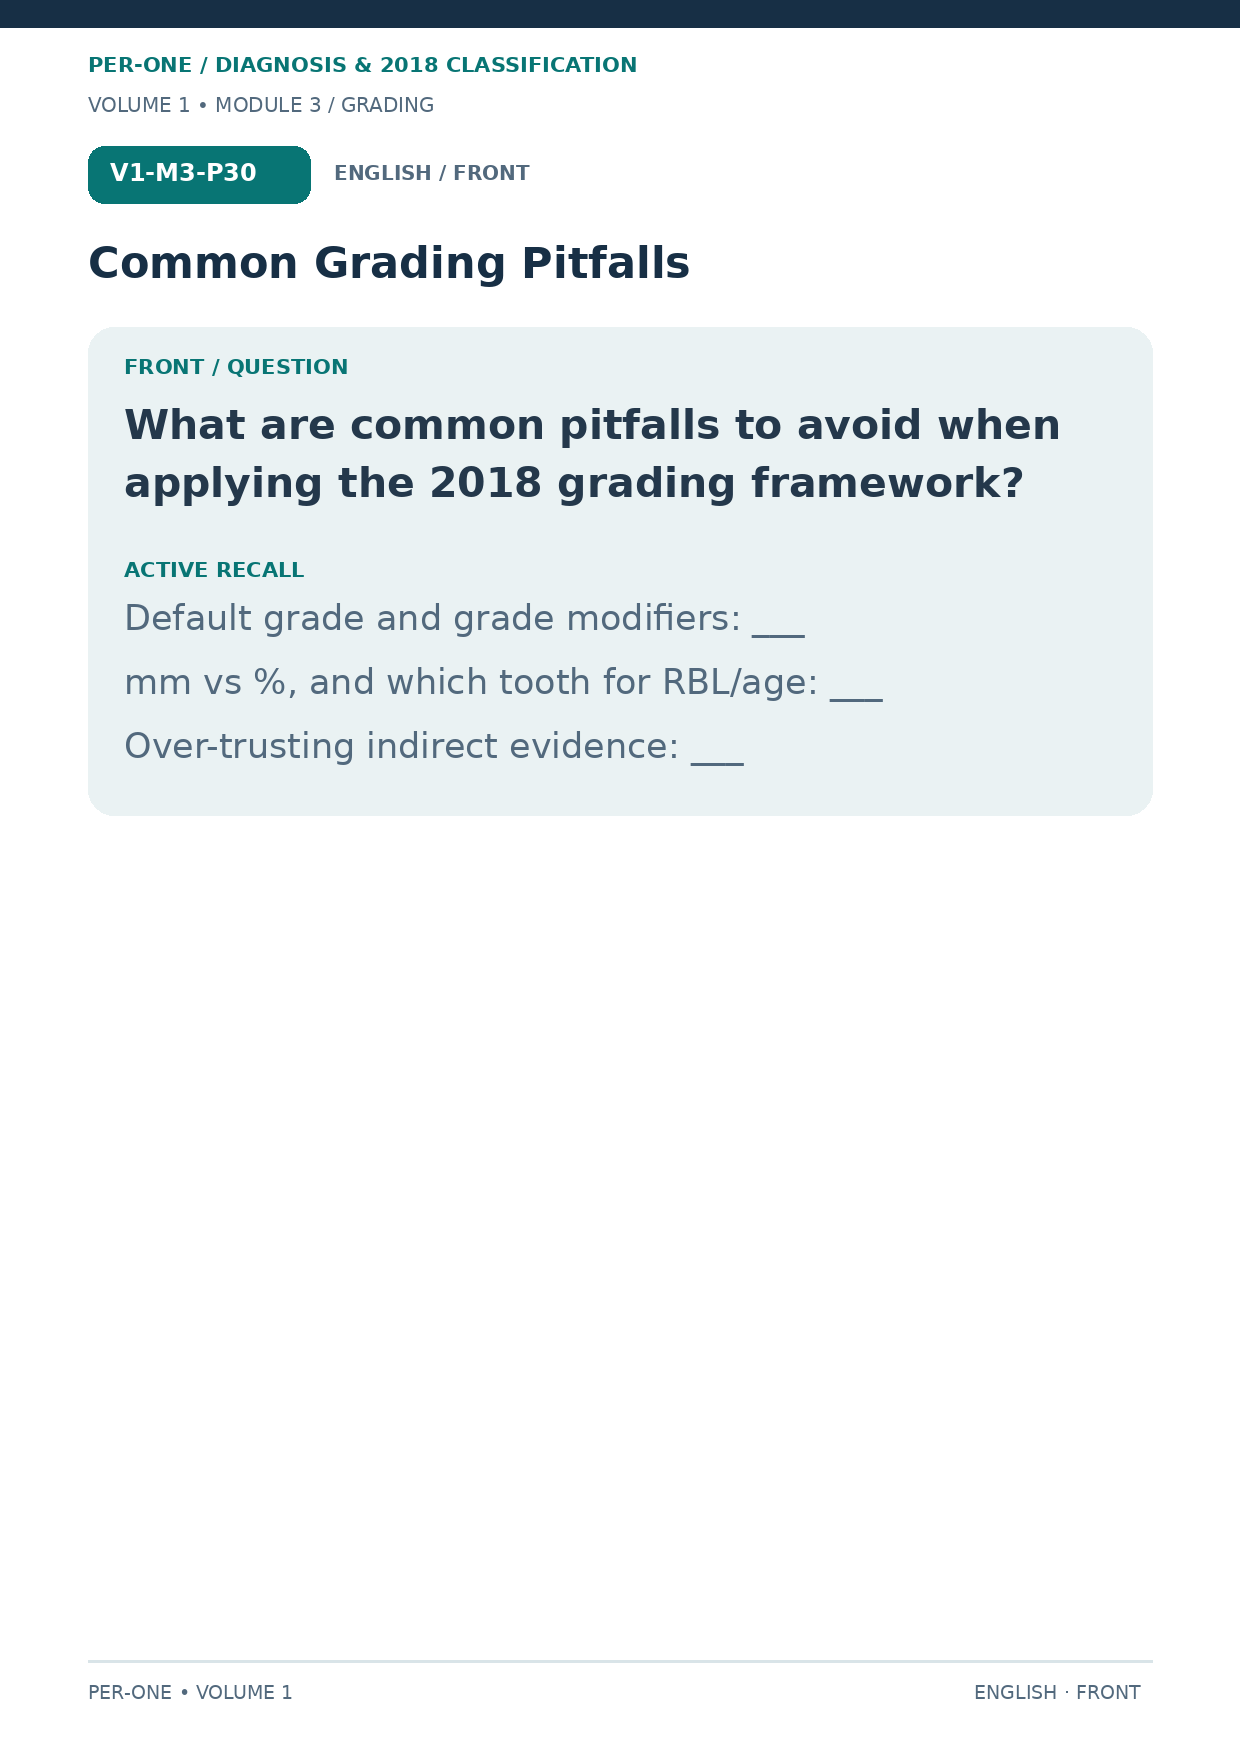 PER-ONE / DIAGNOSIS & 2018 CLASSIFICATION
VOLUME 1 • MODULE 3 / GRADING
V1-M3-P30
ENGLISH / FRONT
Common Grading Pitfalls
FRONT / QUESTION
What are common pitfalls to avoid when
applying the 2018 grading framework?
ACTIVE RECALL
Default grade and grade modifiers: ___
mm vs %, and which tooth for RBL/age: ___
Over-trusting indirect evidence: ___
PER-ONE • VOLUME 1
ENGLISH · FRONT